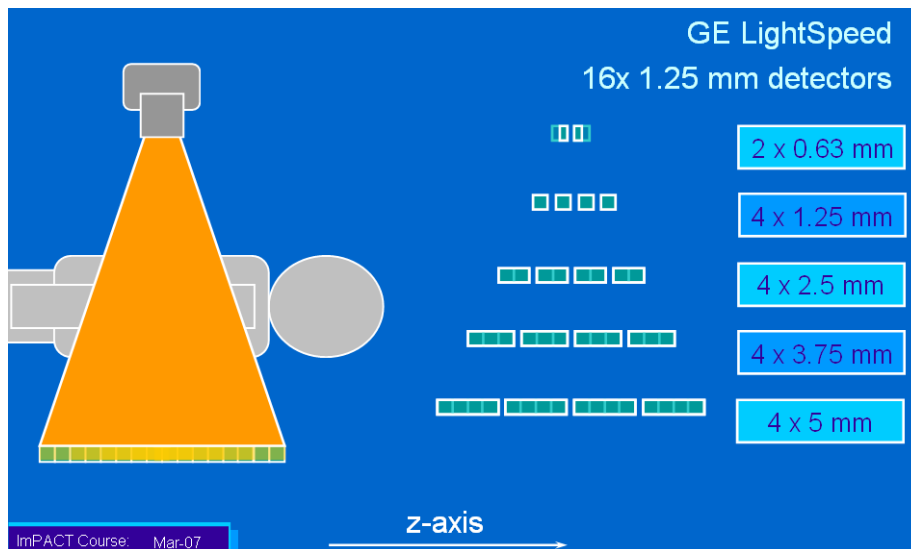 GE LightSpeed
16x 1.25 mm detectors
2 x 0.63 mm
4 x 1.25 mm
4 x 2.5 mm
4 x 3.75 mm
4 x 5 mm
z-axis
ImPACT Course: Mar-07